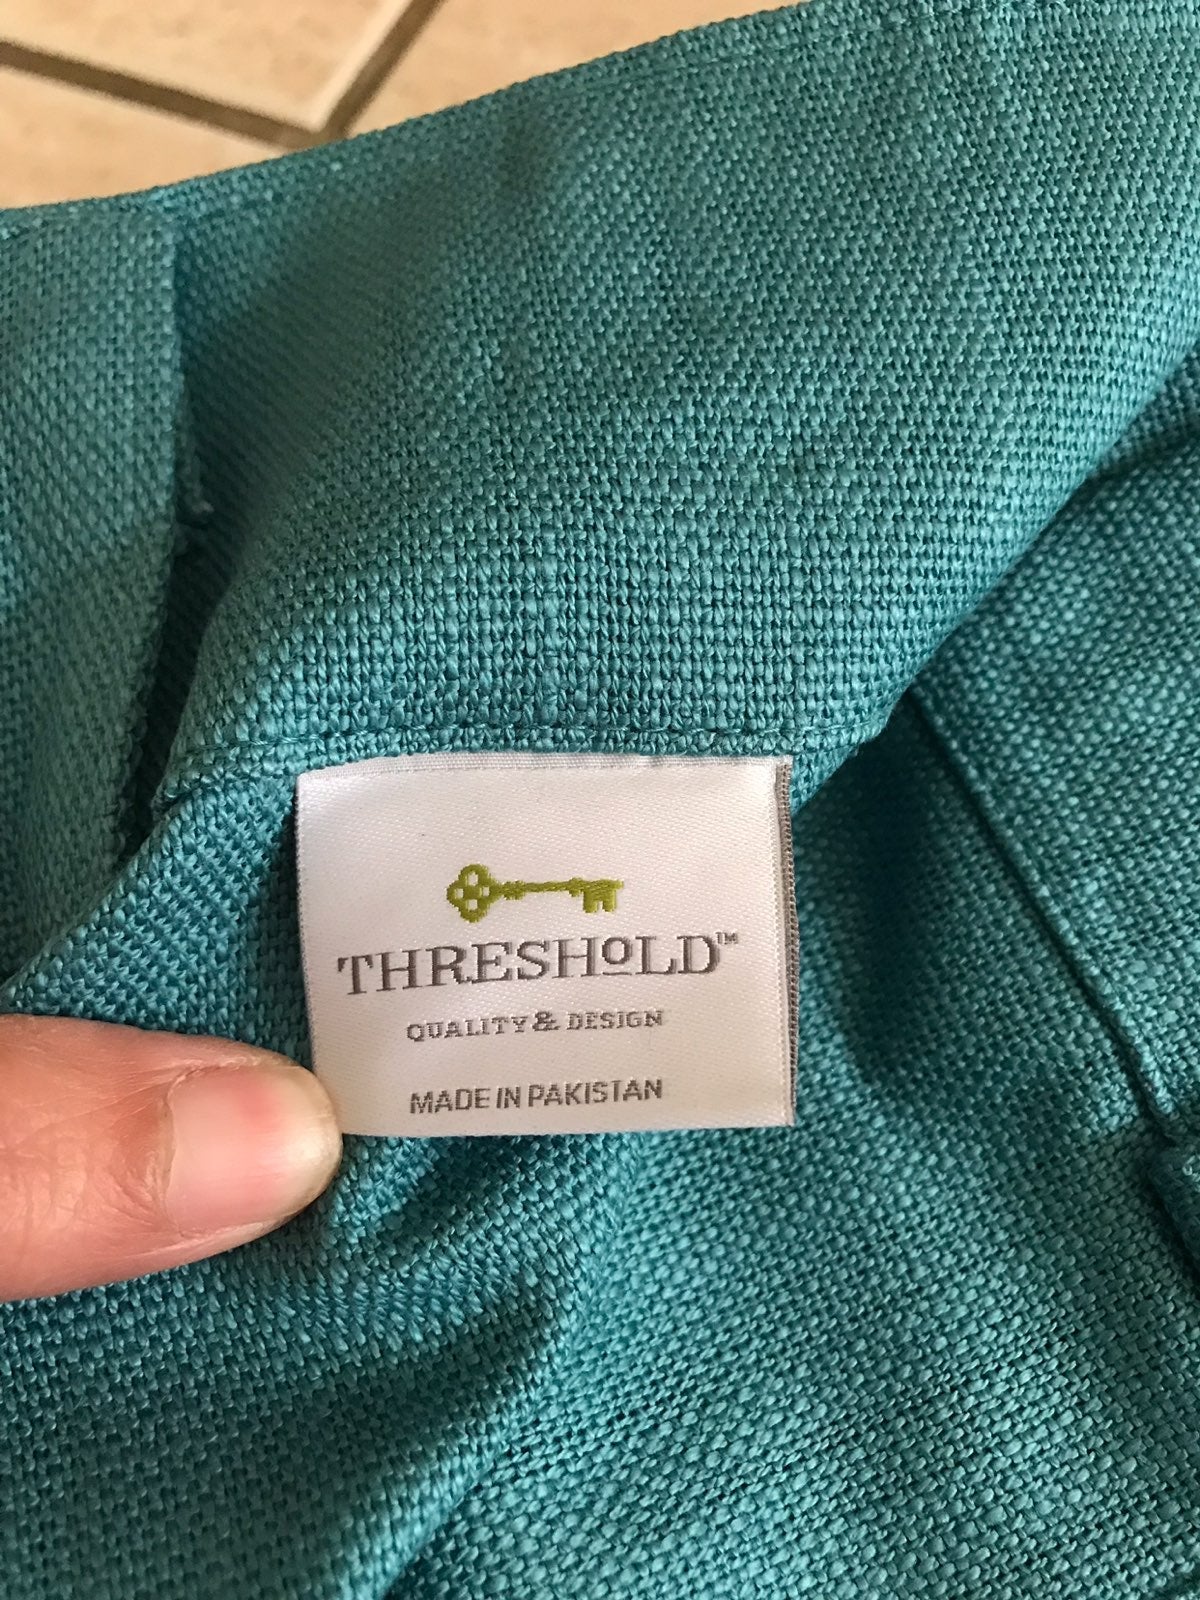 THRESHOLD™
QUALITY & DESIGN
MADE IN PAKISTAN